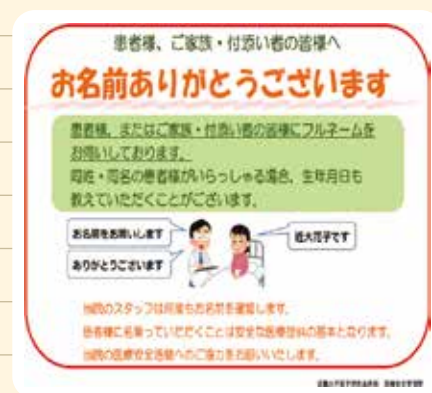 患者様、ご家族・付添い者の皆様へ
お名前ありがとうございます
患者様、またはご家族・付添い者の皆様にフルネームを
お伺いしております。
同姓・同名の患者様がいらっしゃる場合、生年月日も
教えていただくことがございます。
お名前をお願いします
近大花子です
ありがとうございます
当院のスタッフは何度もお名前を確認します。
患者様に名乗っていただくことは安全な医療提供の基本となります。
当院の医療安全活動へのご協力をお願いいたします。